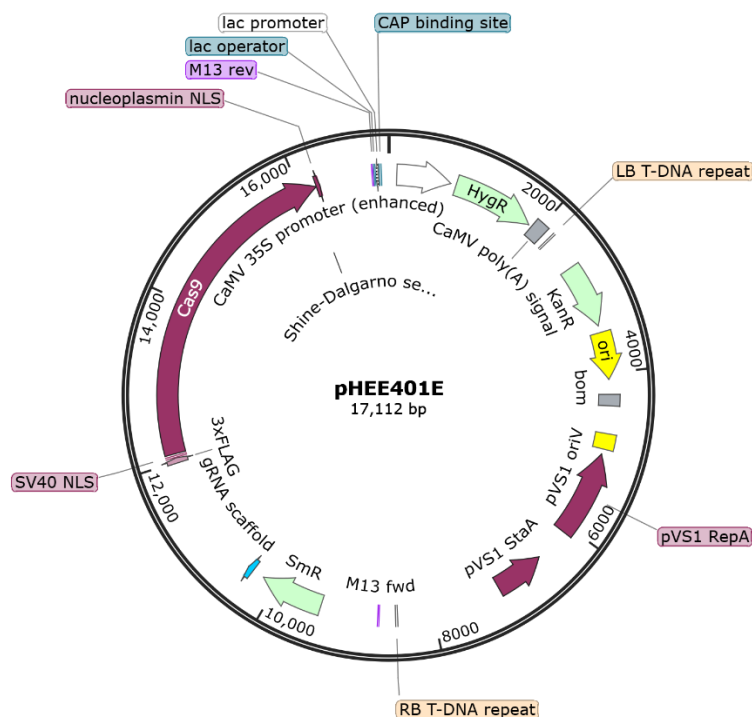 lac promoter
CAP binding site
lac operator
M13 rev
nucleoplasmin NLS
LB T-DNA repeat
16,000
2000
HygR
CaMV 35S promoter (enhanced)
CaMV poly(A) signal
Shine-Dalgarno se...
Cas9
14,000
KanR
4000
ori
bom
pHEE401E
17,112 bp
3xFLAG
gRNA scaffold
SV40 NLS
12,000
pVS1 oriV
pVS1 RepA
6000
pVS1 StaA
SmR
M13 fwd
10,000
8000
RB T-DNA repeat